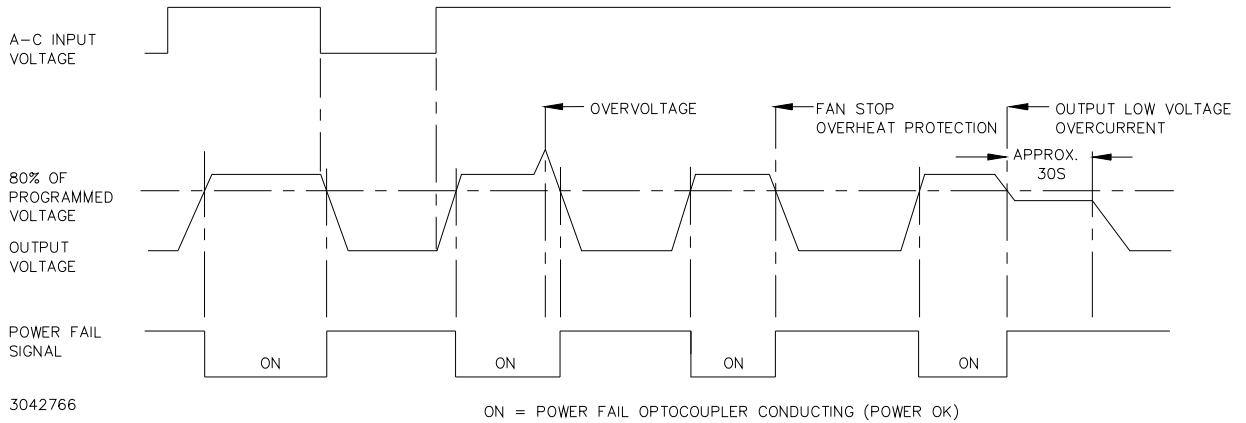 A-C INPUT
VOLTAGE
OVERVOLTAGE
FAN STOP
OVERHEAT PROTECTION
OUTPUT LOW VOLTAGE
OVERCURRENT
APPROX.
30S
80% OF
PROGRAMMED
VOLTAGE
OUTPUT
VOLTAGE
POWER FAIL
SIGNAL
ON
ON
ON
ON
3042766
ON = POWER FAIL OPTOCOUPLER CONDUCTING (POWER OK)